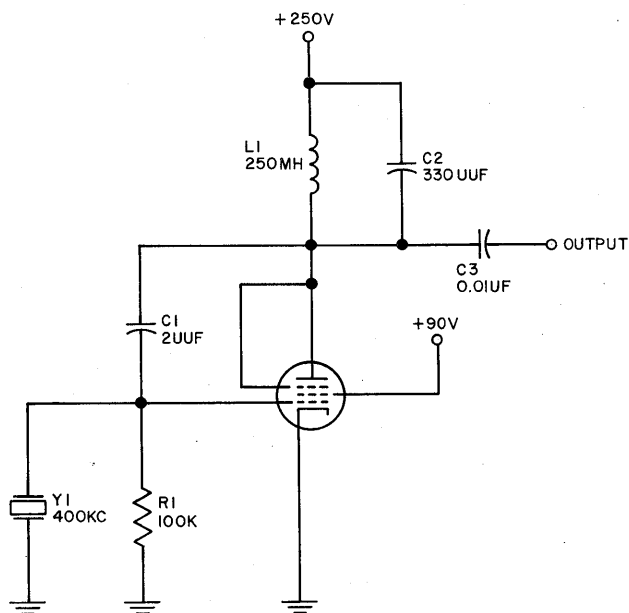 +250V
L1
250MH
C2
330UUF
OUTPUT
C3
0.01UF
C1
2UUF
+90V
Y1
400KC
R1
100K